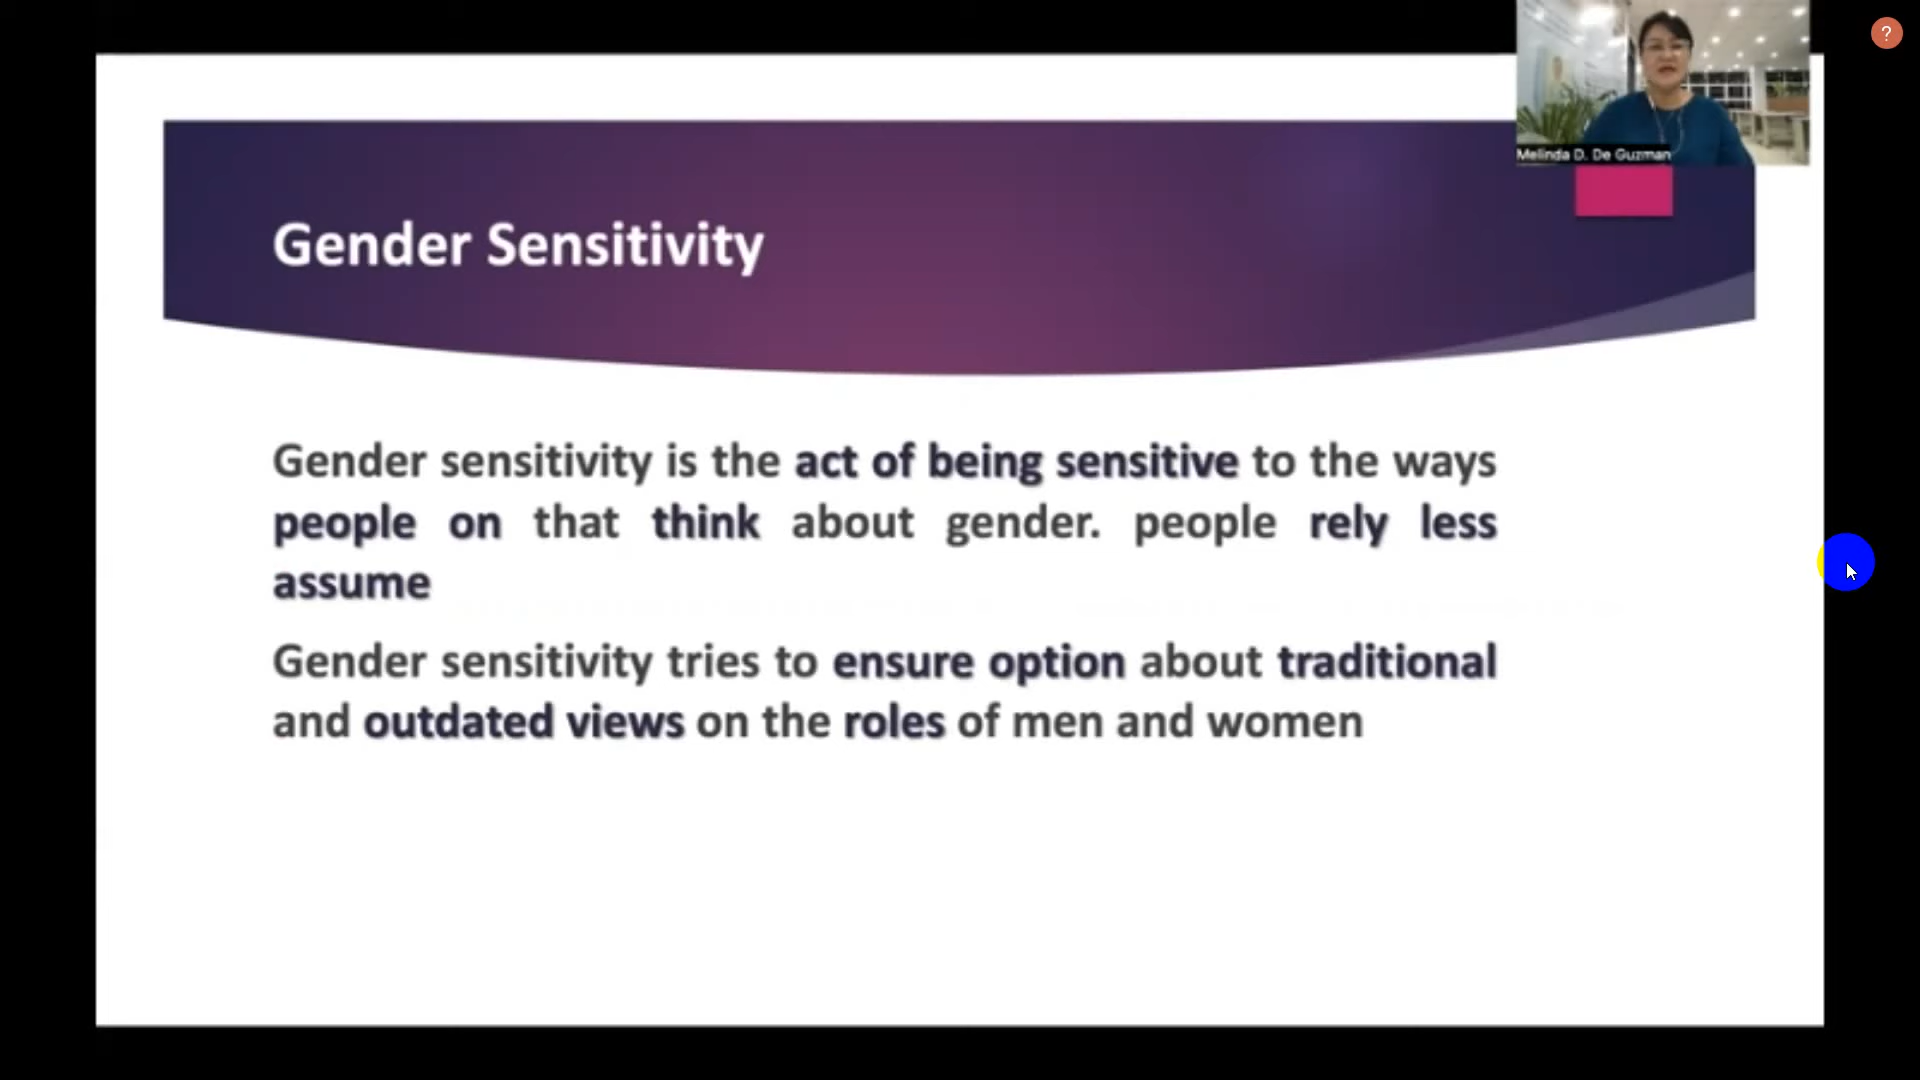 ?
Melinda D. De Guzman
Gender Sensitivity
Gender sensitivity is the act of being sensitive to the ways
people on that think about gender. people rely less
assume
Gender sensitivity tries to ensure option about traditional
and outdated views on the roles of men and women